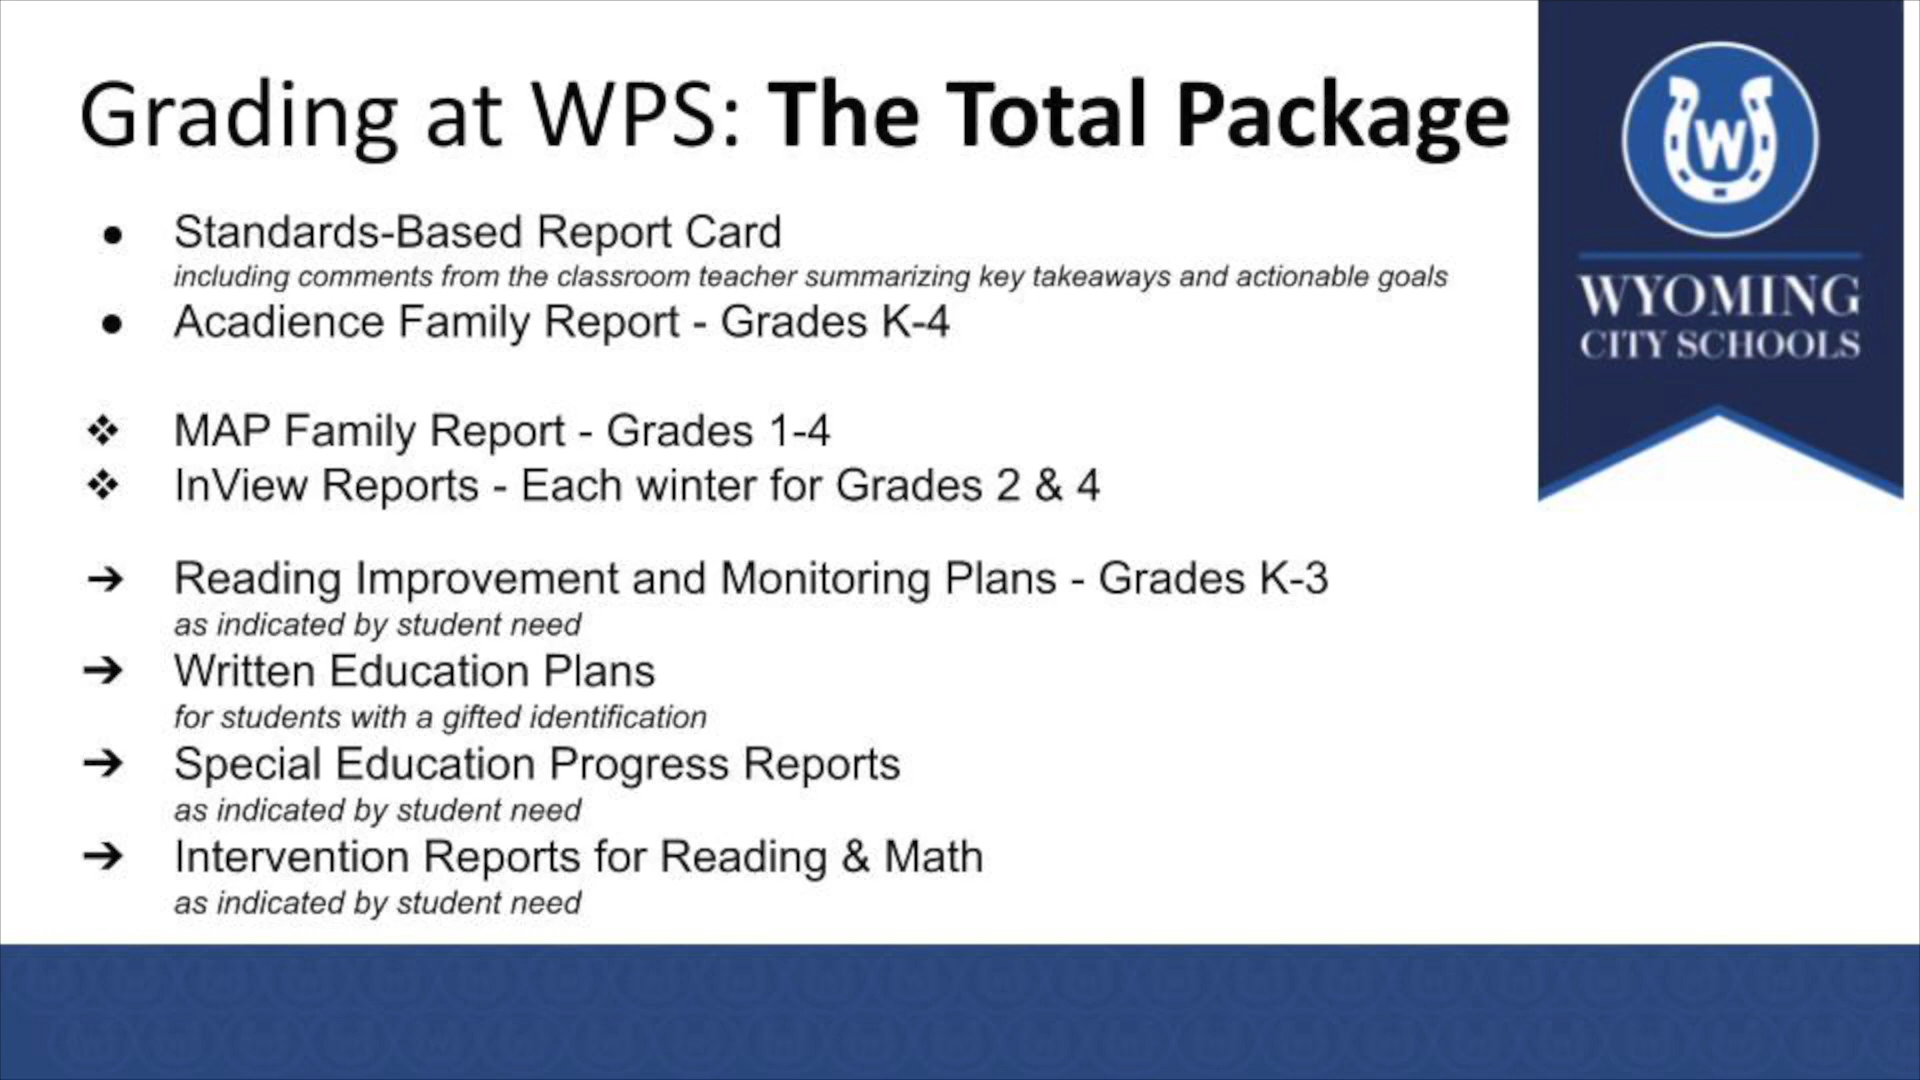 Grading at WPS: The Total Package
● Standards-Based Report Card
including comments from the classroom teacher summarizing key takeaways and actionable goals
● Acadience Family Report - Grades K-4
❖ MAP Family Report - Grades 1-4
❖ InView Reports - Each winter for Grades 2 & 4
➔ Reading Improvement and Monitoring Plans - Grades K-3
as indicated by student need
➔ Written Education Plans
for students with a gifted identification
➔ Special Education Progress Reports
as indicated by student need
➔ Intervention Reports for Reading & Math
as indicated by student need
W
WYOMING
CITY SCHOOLS